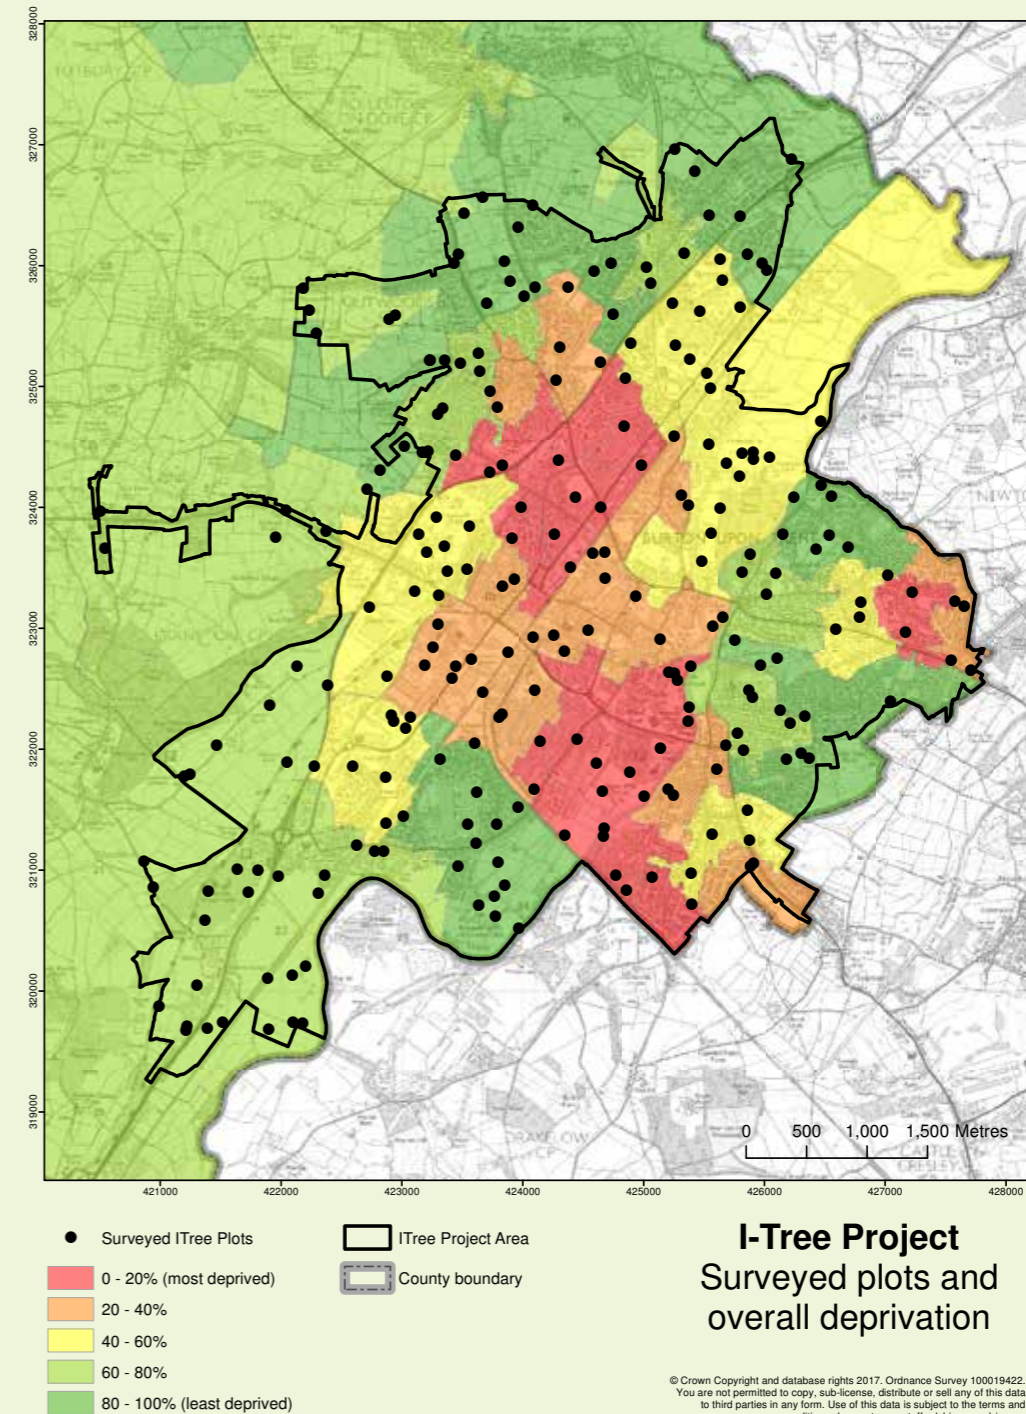 328000
327000
326000
325000
324000
323000
322000
321000
320000
319000
BURTON UPON TRENT
0 500 1,000 1,500 Metres
421000 422000 423000 424000 425000 426000 427000 428000
Surveyed ITree Plots
0 - 20% (most deprived)
20 - 40%
40 - 60%
60 - 80%
80 - 100% (least deprived)
ITree Project Area
County boundary
I-Tree Project
Surveyed plots and
overall deprivation
© Crown Copyright and database rights 2017. Ordnance Survey 100019422.
You are not permitted to copy, sub-license, distribute or sell any of this data
to third parties in any form. Use of this data is subject to the terms and